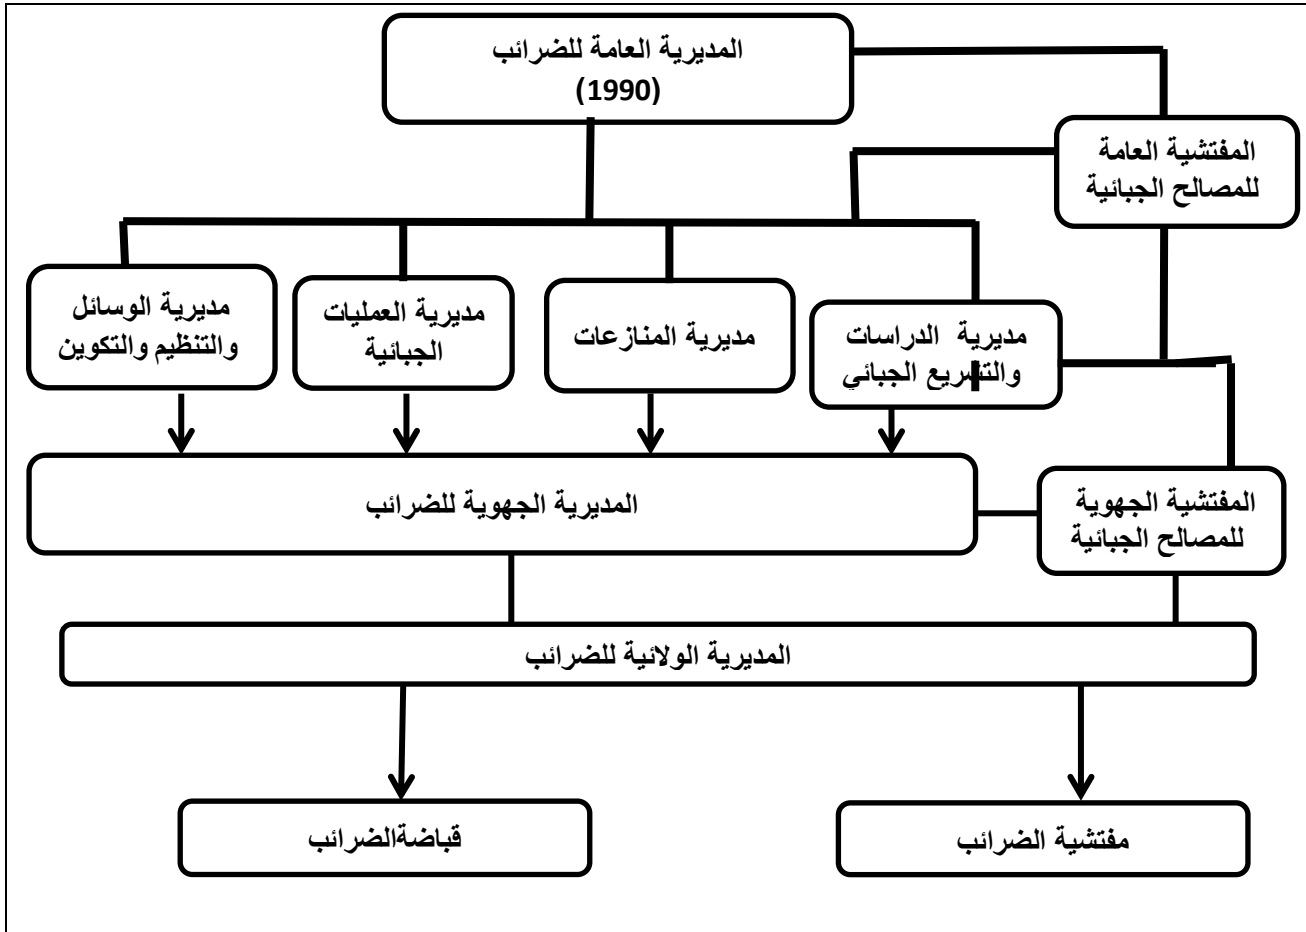 المديرية العامة للضرائب
(1990)
المفتشية العامة
للمصالح الجبائية
مديرية الدراسات
والتشريع الجبائي
مديرية المنازعات
مديرية العمليات
الجبائية
مديرية الوسائل
والتنظيم والتكوين
المديرية الجهوية للضرائب
المفتشية الجهوية
للمصالح الجبائية
المديرية الولائية للضرائب
مفتشية الضرائب
قباضةالضرائب